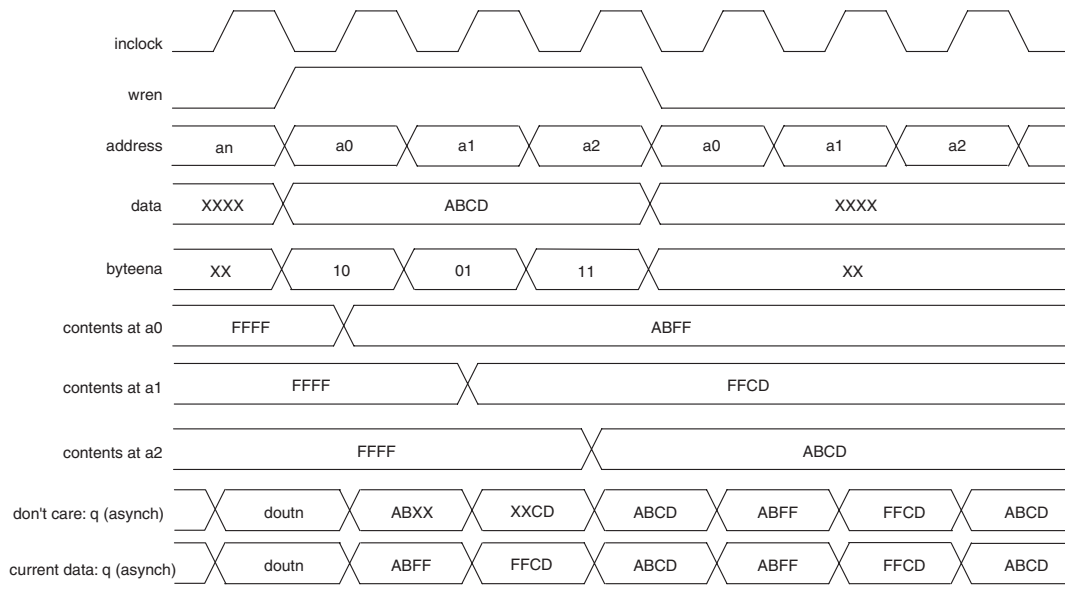 inclock
wren
address an a0 a1 a2 a0 a1 a2
data XXXX ABCD XXXX
byteena XX 10 01 11 XX
contents at a0 FFFF ABFF
contents at a1 FFFF FFCD
contents at a2 FFFF ABCD
don't care: q (asynch) doutn ABXX XXCD ABCD ABFF FFCD ABCD
current data: q (asynch) doutn ABFF FFCD ABCD ABFF FFCD ABCD